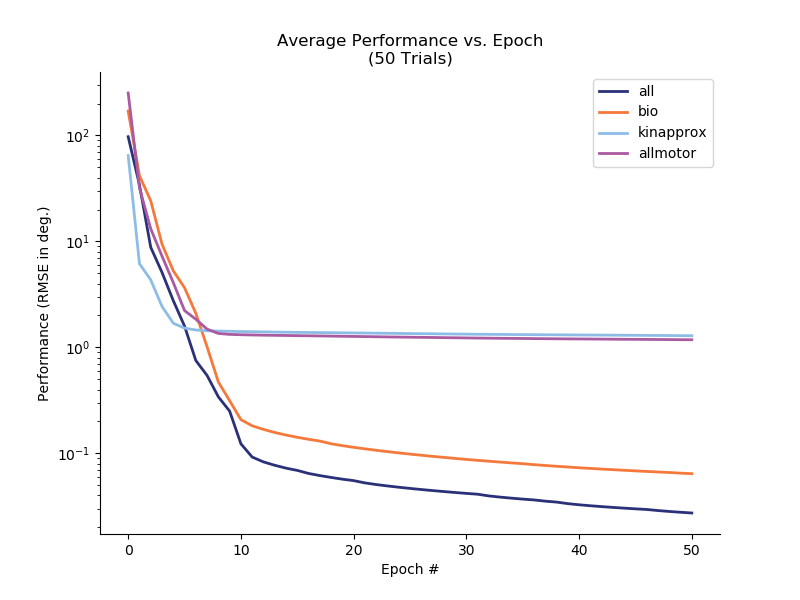 Average Performance vs. Epoch
(50 Trials)
all
bio
kinapprox
allmotor
Performance (RMSE in deg.)
10²
10¹
10⁰
10⁻¹
0 10 20 30 40 50
Epoch #